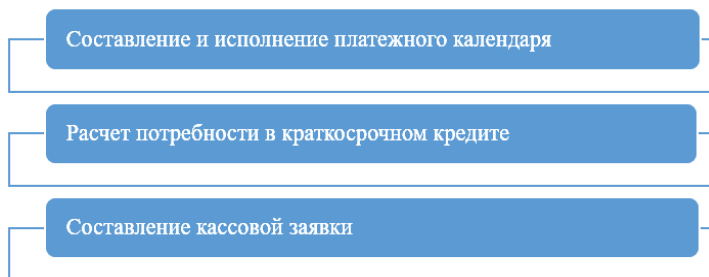 Составление и исполнение платежного календаря
Расчет потребности в краткосрочном кредите
Составление кассовой заявки